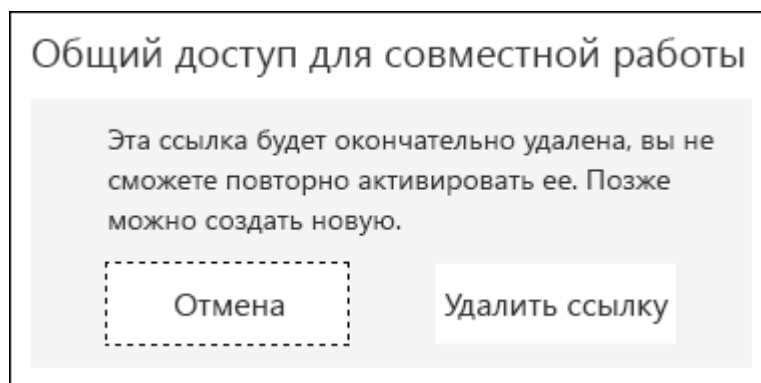 Общий доступ для совместной работы
Эта ссылка будет окончательно удалена, вы не
сможете повторно активировать ее. Позже
можно создать новую.
Отмена
Удалить ссылку